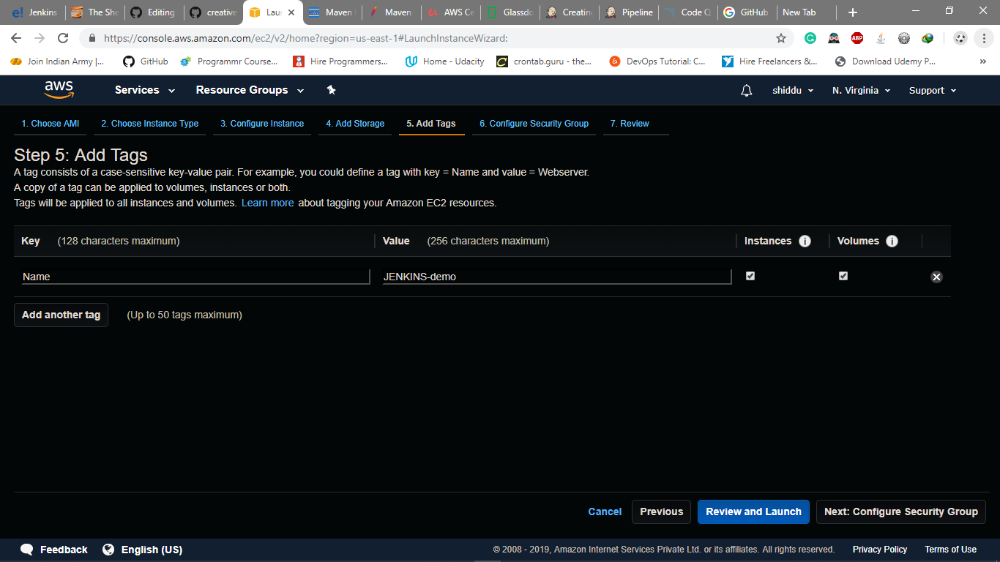 e! Jenkins
The She
Editing
creative
Lau
Maven
Maven
AWS Ce
Glassdo
Creating
Pipeline
Code Q
GitHub
New Tab
https://console.aws.amazon.com/ec2/v2/home?region=us-east-1#LaunchInstanceWizard:
ABP
Join Indian Army |...
GitHub
Programmr Course...
Hire Programmers...
Home - Udacity
crontab.guru - the...
DevOps Tutorial: C...
Hire Freelancers &...
Download Udemy P...
»
aws
Services
Resource Groups
shiddu
N. Virginia
Support
1. Choose AMI
2. Choose Instance Type
3. Configure Instance
4. Add Storage
5. Add Tags
6. Configure Security Group
7. Review
Step 5: Add Tags
A tag consists of a case-sensitive key-value pair. For example, you could define a tag with key = Name and value = Webserver.
A copy of a tag can be applied to volumes, instances or both.
Tags will be applied to all instances and volumes. Learn more about tagging your Amazon EC2 resources.
Key (128 characters maximum)
Value (256 characters maximum)
Instances
Volumes
Name
JENKINS-demo
Add another tag
(Up to 50 tags maximum)
Cancel
Previous
Review and Launch
Next: Configure Security Group
Feedback
English (US)
© 2008 - 2019, Amazon Internet Services Private Ltd. or its affiliates. All rights reserved.
Privacy Policy
Terms of Use